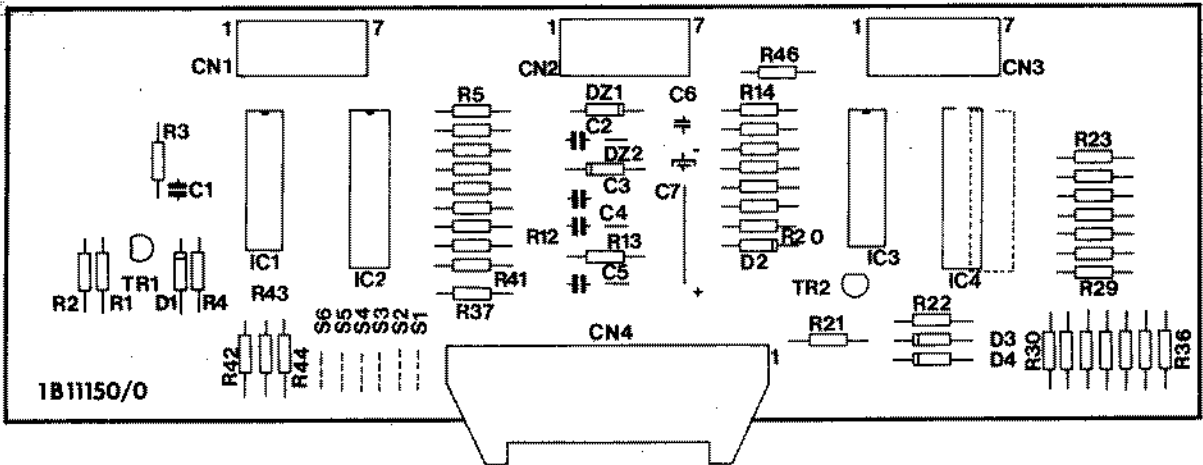 1 7 1 7 1 7
CN1 CN2 R46 CN3
R5 DZ1 C6 R14
R3 C2 R23
DZ2
C1 C3 C7
C4
R12 R13 R20
IC1 IC2 D2 IC3
TR1 C5 IC4
R2 R1 D1 R4 R43 R41 TR2 R29
R37 R22
S6 S5 S4 S3 S2 S1 R21
CN4 D3
R42 R44 1 D4 R30 R36
1B11150/0